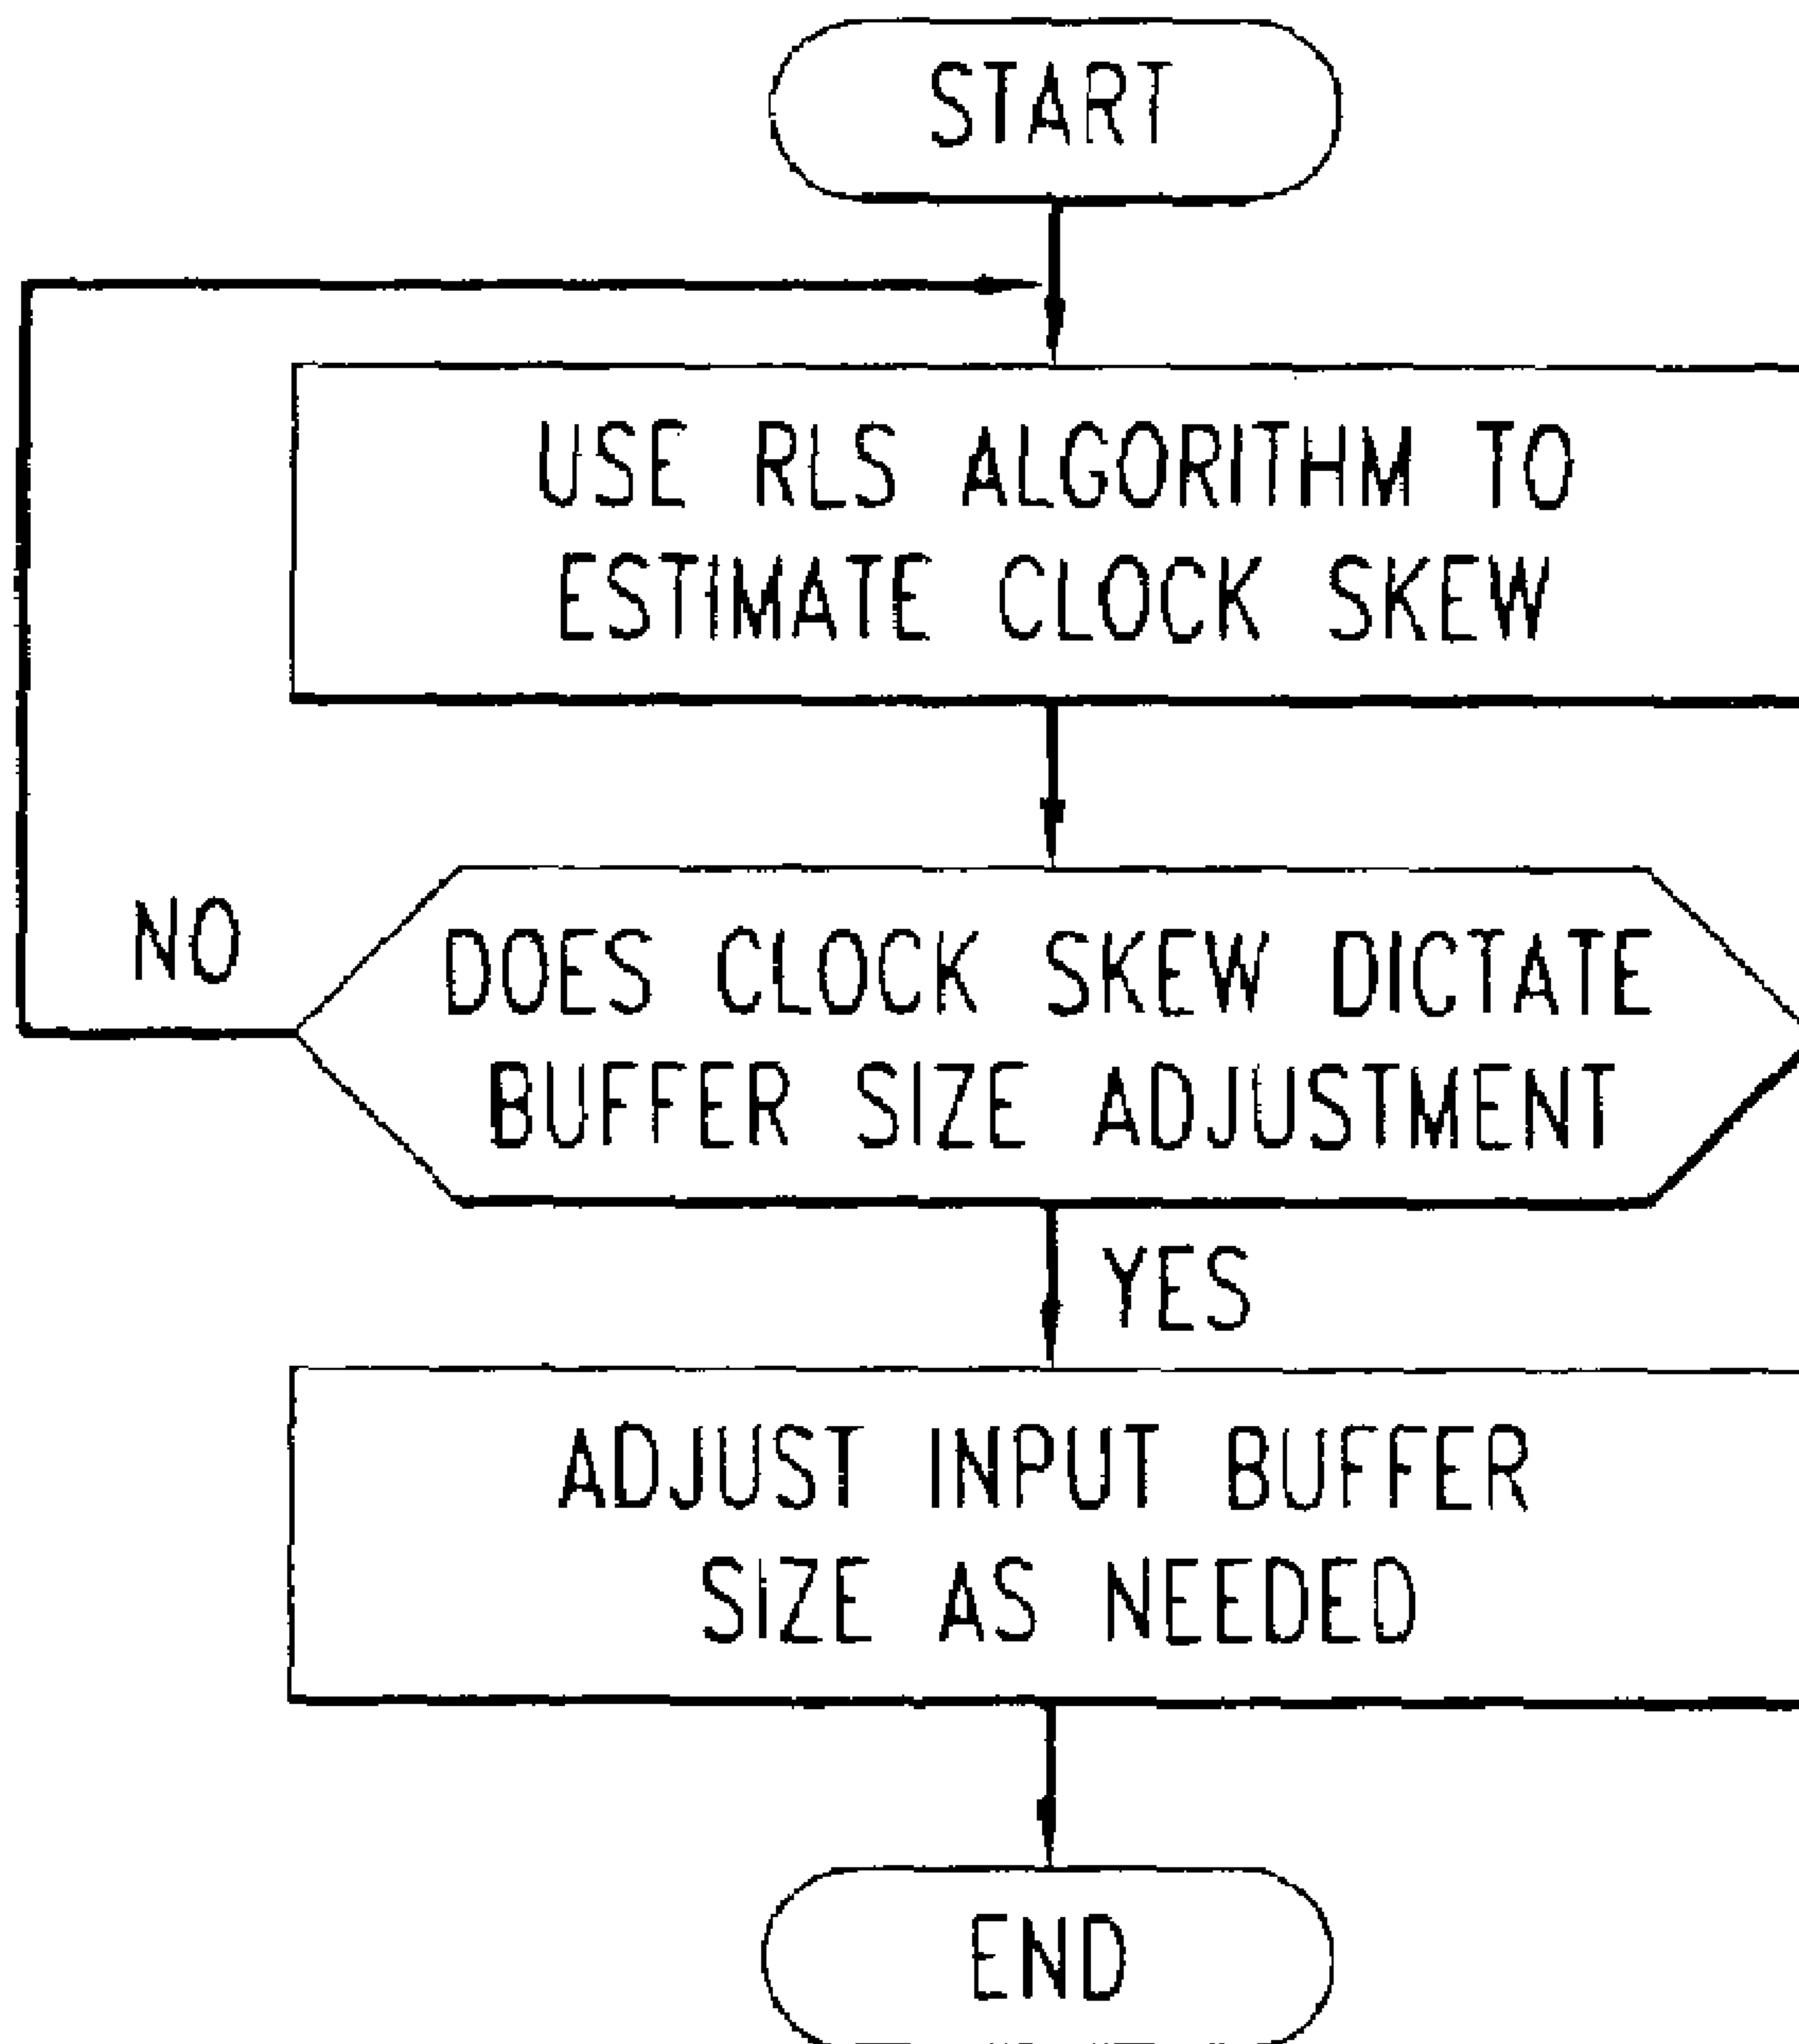 START
USE RLS ALGORITHM TO
ESTIMATE CLOCK SKEW
NO
DOES CLOCK SKEW DICTATE
BUFFER SIZE ADJUSTMENT
YES
ADJUST INPUT BUFFER
SIZE AS NEEDED
END